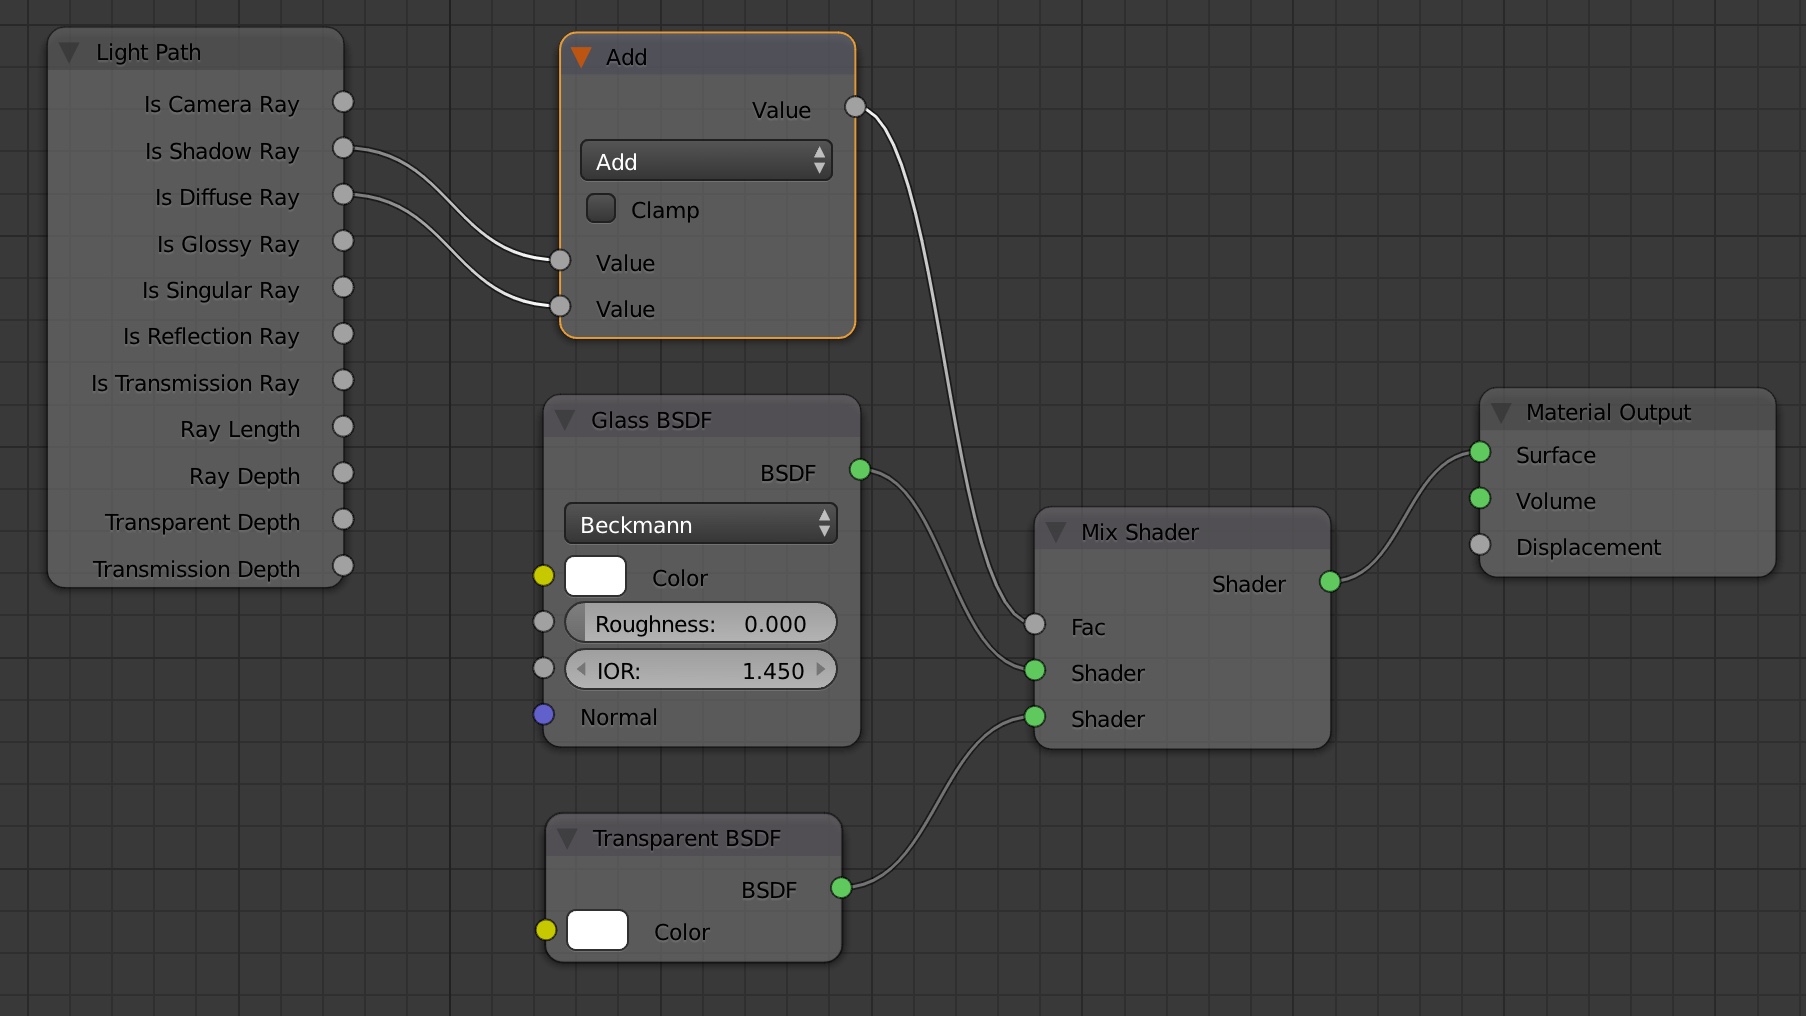 Light Path
Is Camera Ray
Is Shadow Ray
Is Diffuse Ray
Is Glossy Ray
Is Singular Ray
Is Reflection Ray
Is Transmission Ray
Ray Length
Ray Depth
Transparent Depth
Transmission Depth
Add
Value
Add
Clamp
Value
Value
Glass BSDF
BSDF
Beckmann
Color
Roughness: 0.000
IOR: 1.450
Normal
Transparent BSDF
BSDF
Color
Mix Shader
Shader
Fac
Shader
Shader
Material Output
Surface
Volume
Displacement